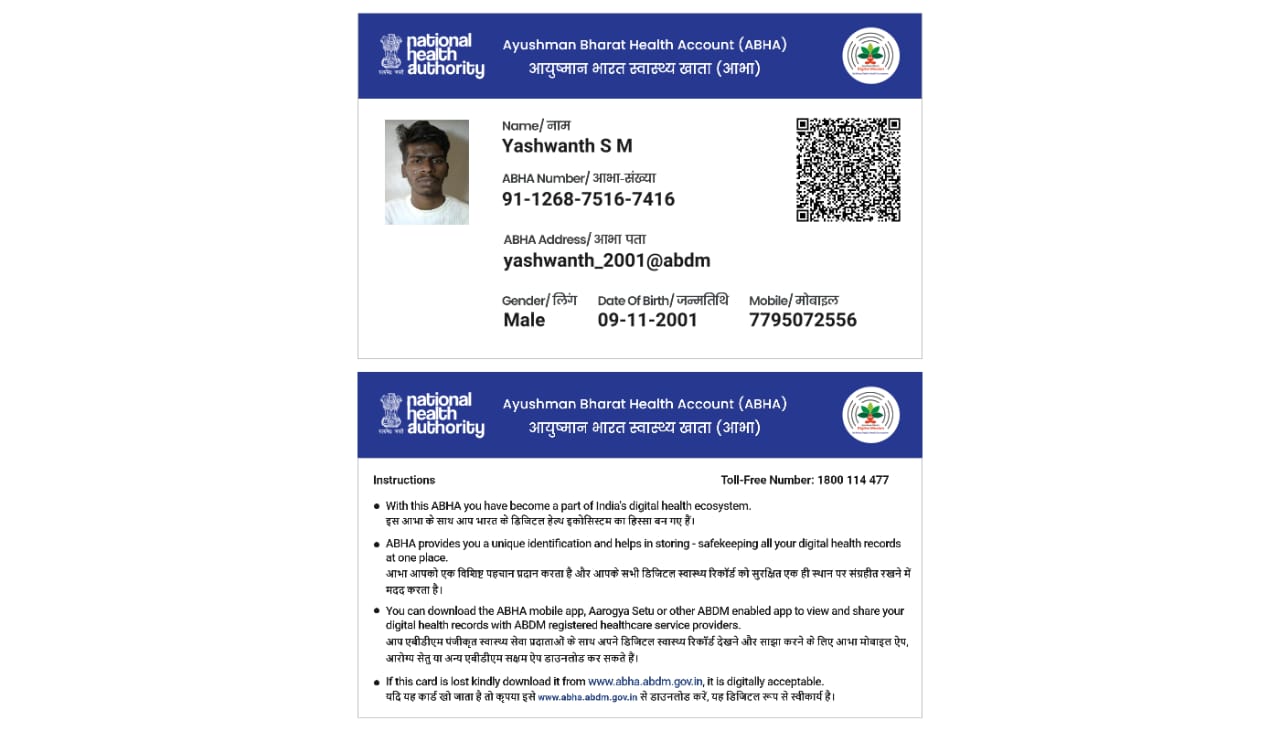 national
health
authority
सत्यमेव जयते
Ayushman Bharat Health Account (ABHA)
आयुष्मान भारत स्वास्थ्य खाता (आभा)
Name/ नाम
Yashwanth S M
ABHA Number/ आभा-संख्या
91-1268-7516-7416
ABHA Address/ आभा पता
yashwanth_2001@abdm
Gender/ लिंग Date Of Birth/ जन्मतिथि Mobile/ मोबाइल
Male 09-11-2001 7795072556
national
health
authority
सत्यमेव जयते
Ayushman Bharat Health Account (ABHA)
आयुष्मान भारत स्वास्थ्य खाता (आभा)
Instructions Toll-Free Number: 1800 114 477
With this ABHA you have become a part of India's digital health ecosystem.
इस आभा के साथ आप भारत के डिजिटल हेल्थ इकोसिस्टम का हिस्सा बन गए हैं।
ABHA provides you a unique identification and helps in storing - safekeeping all your digital health records
at one place.
आभा आपको एक विशिष्ट पहचान प्रदान करता है और आपके सभी डिजिटल स्वास्थ्य रिकॉर्ड को सुरक्षित एक ही स्थान पर संग्रहीत रखने में
मदद करता है।
You can download the ABHA mobile app, Aarogya Setu or other ABDM enabled app to view and share your
digital health records with ABDM registered healthcare service providers.
आप एबीडीएम पंजीकृत स्वास्थ्य सेवा प्रदाताओं के साथ अपने डिजिटल स्वास्थ्य रिकॉर्ड देखने और साझा करने के लिए आभा मोबाइल ऐप,
आरोग्य सेतु या अन्य एबीडीएम सक्षम ऐप डाउनलोड कर सकते हैं।
If this card is lost kindly download it from www.abha.abdm.gov.in, it is digitally acceptable.
यदि यह कार्ड खो जाता है तो कृपया इसे www.abha.abdm.gov.in से डाउनलोड करें, यह डिजिटल रूप से स्वीकार्य है।